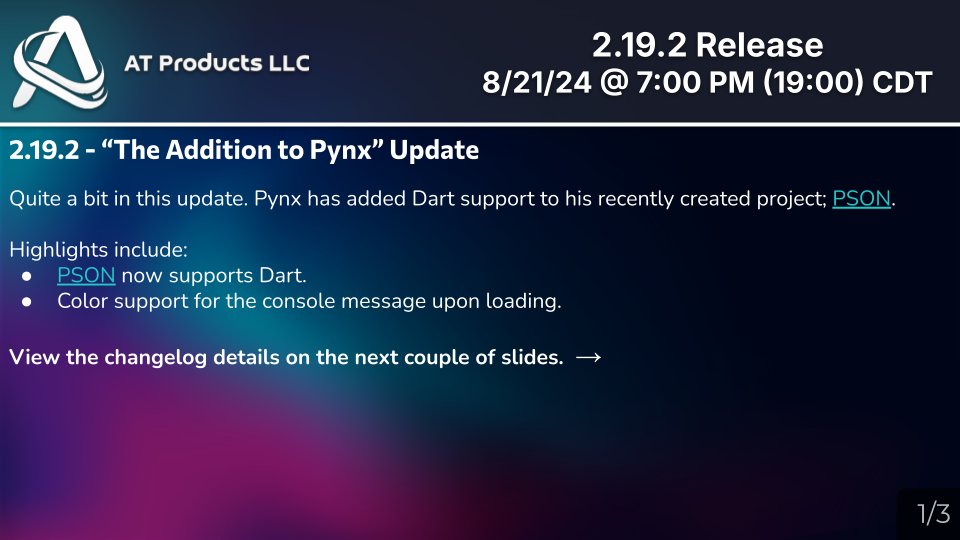 AT Products LLC
2.19.2 Release
8/21/24 @ 7:00 PM (19:00) CDT
2.19.2 - “The Addition to Pynx” Update
Quite a bit in this update. Pynx has added Dart support to his recently created project; PSON.
Highlights include:
● PSON now supports Dart.
● Color support for the console message upon loading.
View the changelog details on the next couple of slides. →
1/3